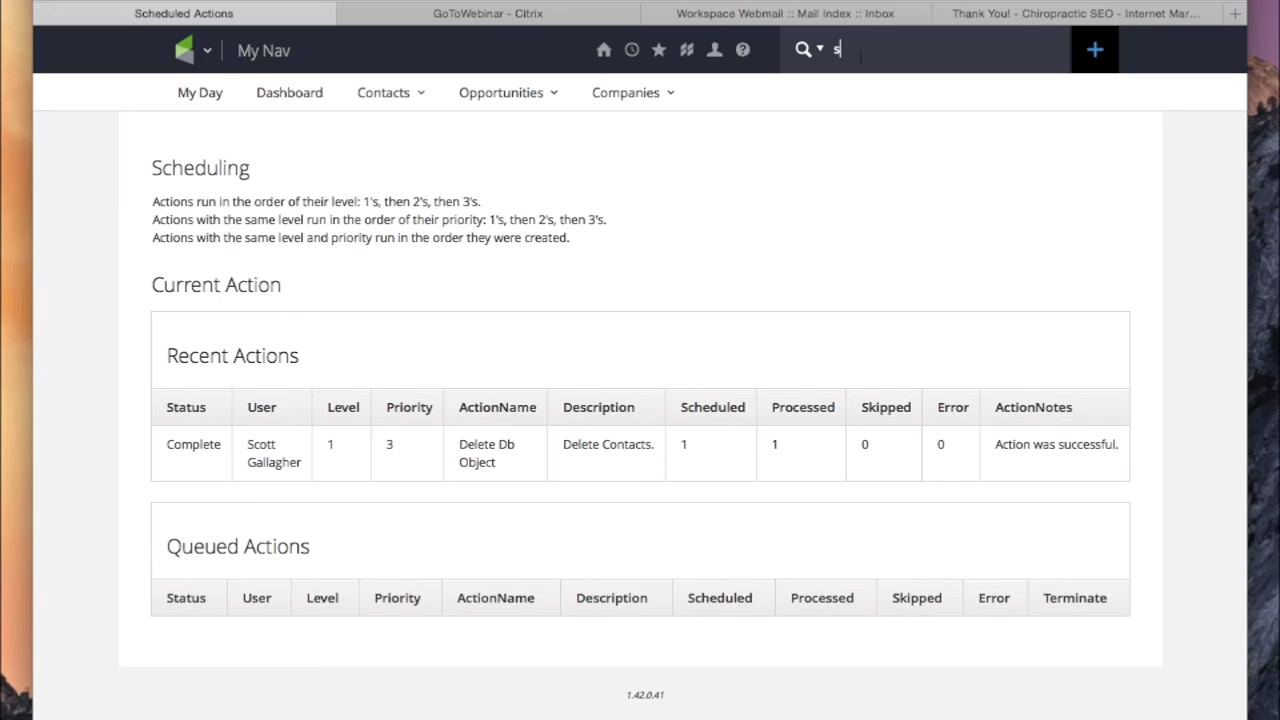 Scheduled Actions
GoToWebinar - Citrix
Workspace Webmail :: Mail Index :: Inbox
Thank You! - Chiropractic SEO - Internet Mar...
My Nav
s
My Day
Dashboard
Contacts
Opportunities
Companies
Scheduling
Actions run in the order of their level: 1's, then 2's, then 3's.
Actions with the same level run in the order of their priority: 1's, then 2's, then 3's.
Actions with the same level and priority run in the order they were created.
Current Action
Recent Actions
Status User Level Priority ActionName Description Scheduled Processed Skipped Error ActionNotes
Complete Scott 1 3 Delete Db Delete Contacts. 1 1 0 0 Action was successful.
Gallagher Object
Queued Actions
Status User Level Priority ActionName Description Scheduled Processed Skipped Error Terminate
1.42.0.41